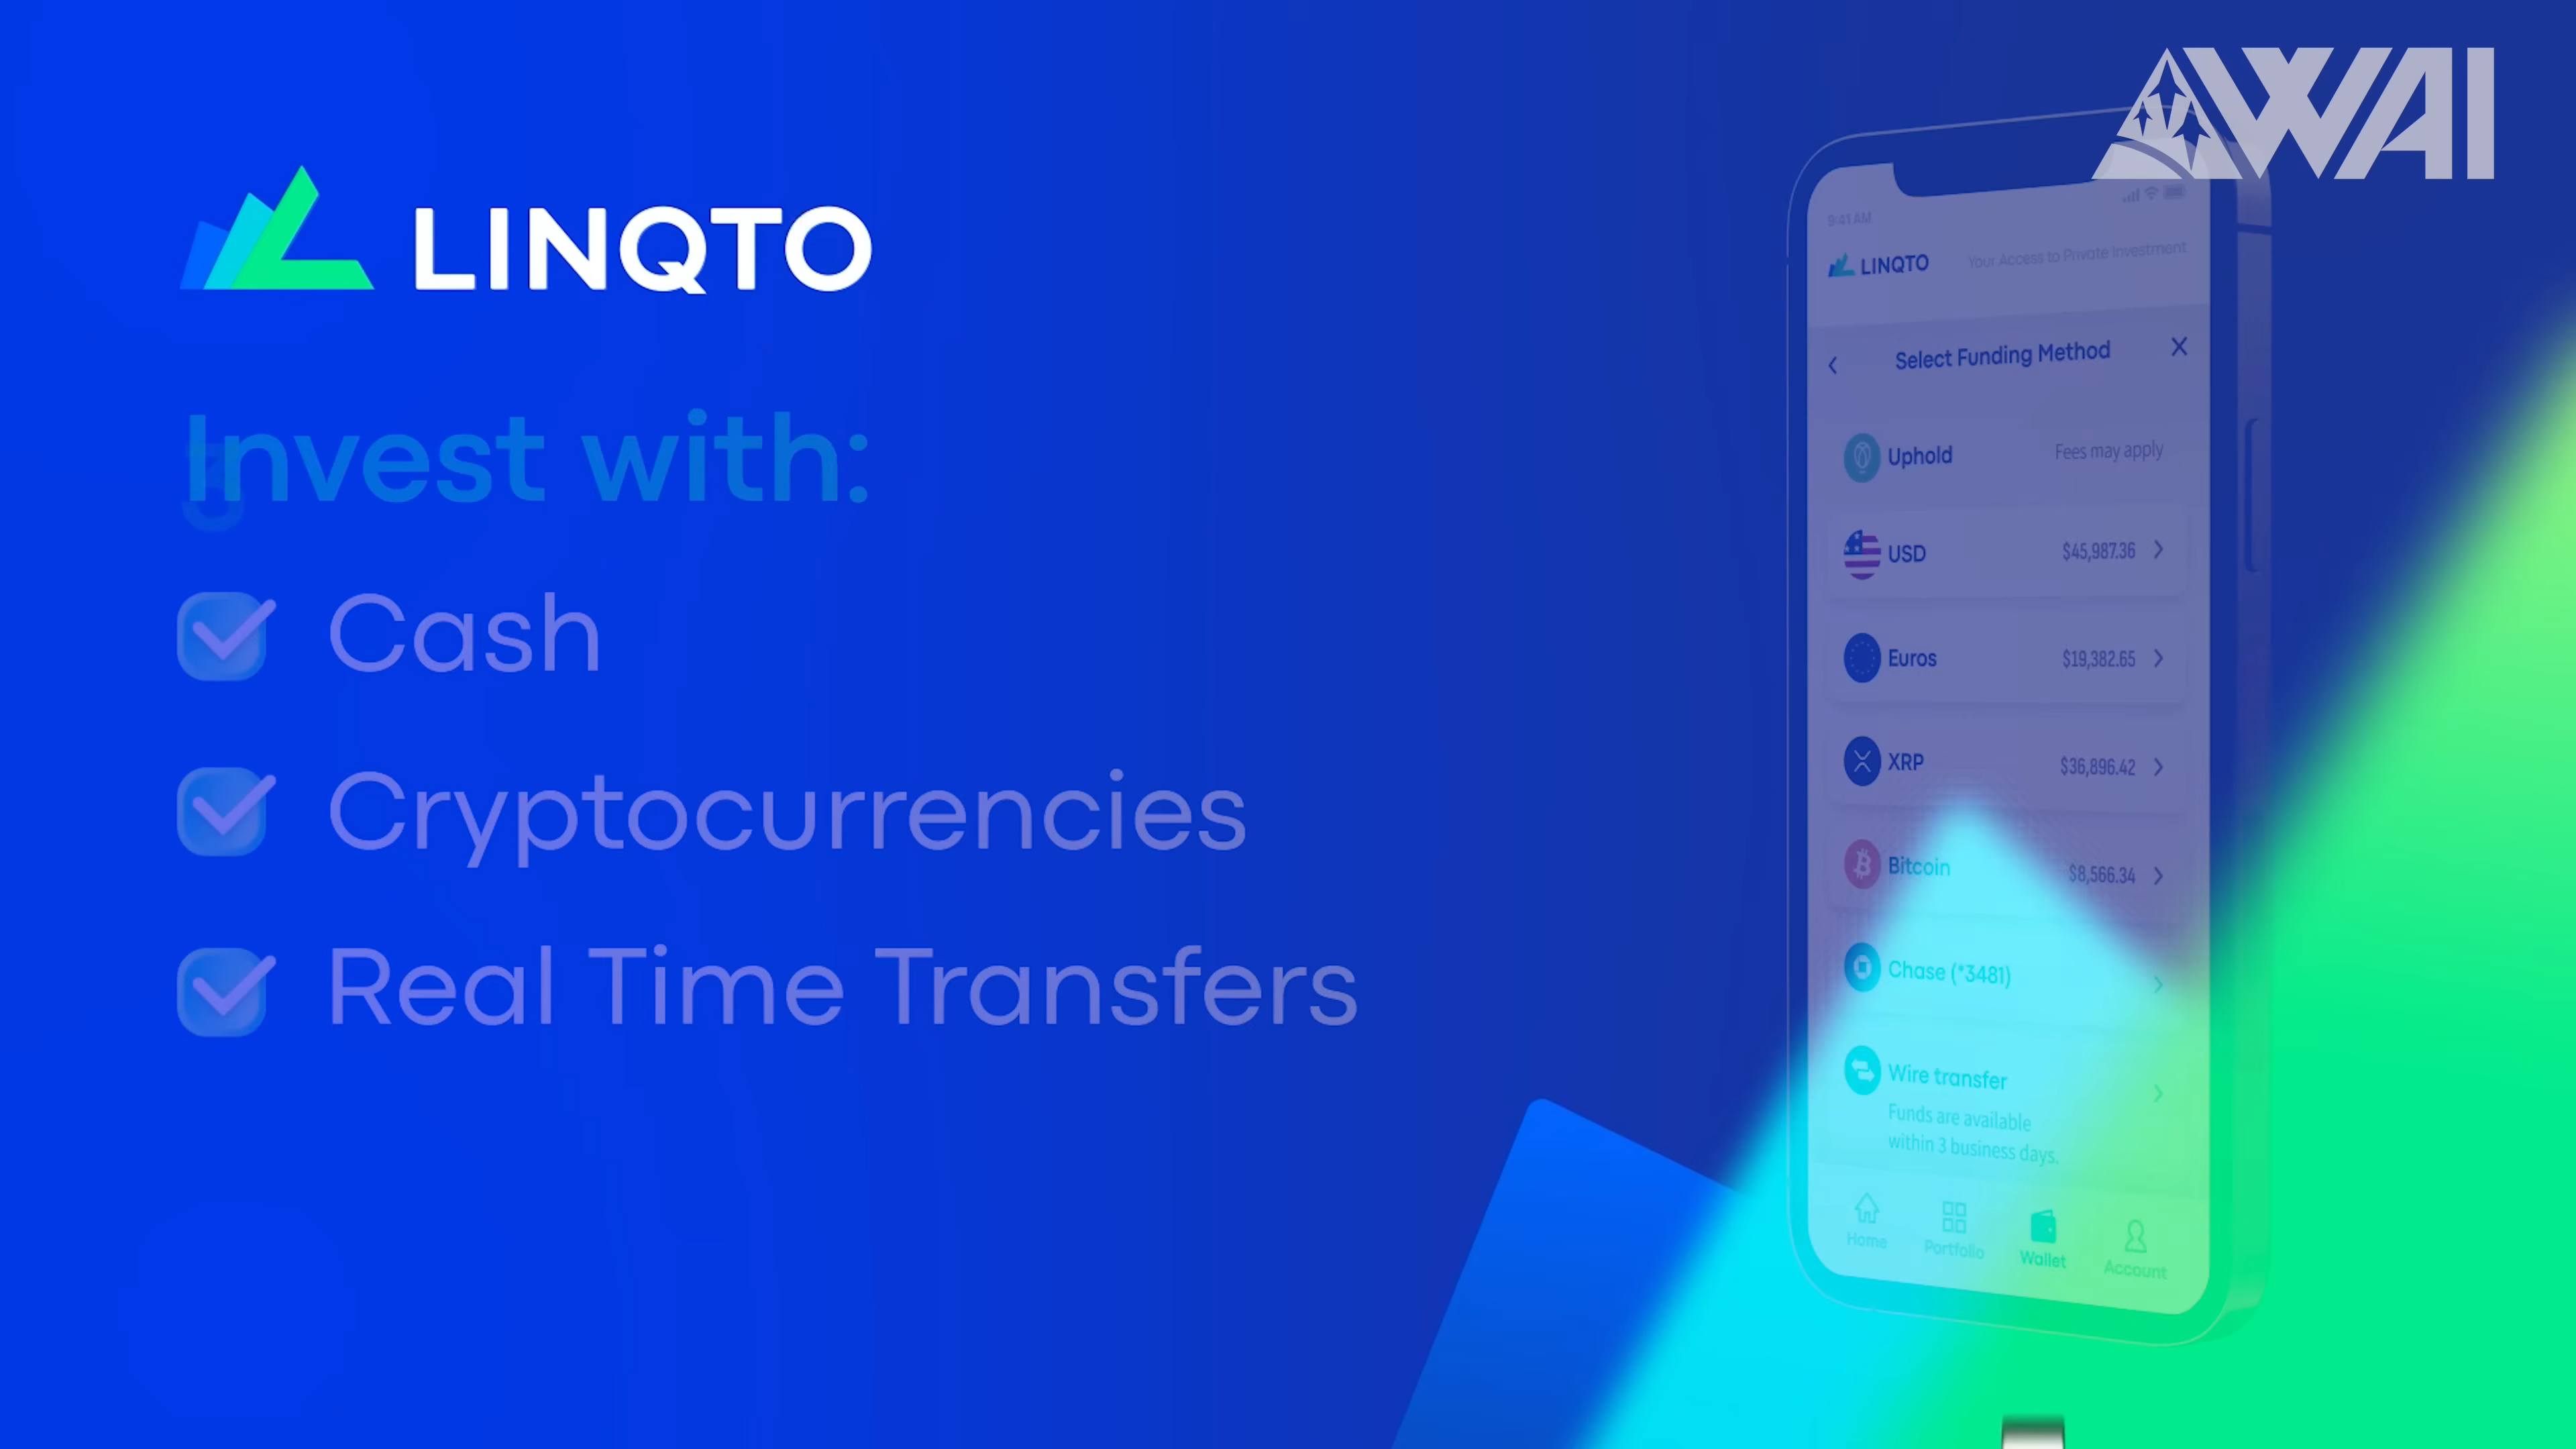 WAI
LINQTO
Invest with:
Cash
Cryptocurrencies
Real Time Transfers
9:41 AM
LINQTO
Your Access to Private Investment
Select Funding Method
Uphold
Fees may apply
USD
$45,987.36
Euros
$19,382.65
XRP
$36,896.42
Bitcoin
$8,566.34
Chase (*3481)
Wire transfer
Funds are available
within 3 business days.
Home
Portfolio
Wallet
Account